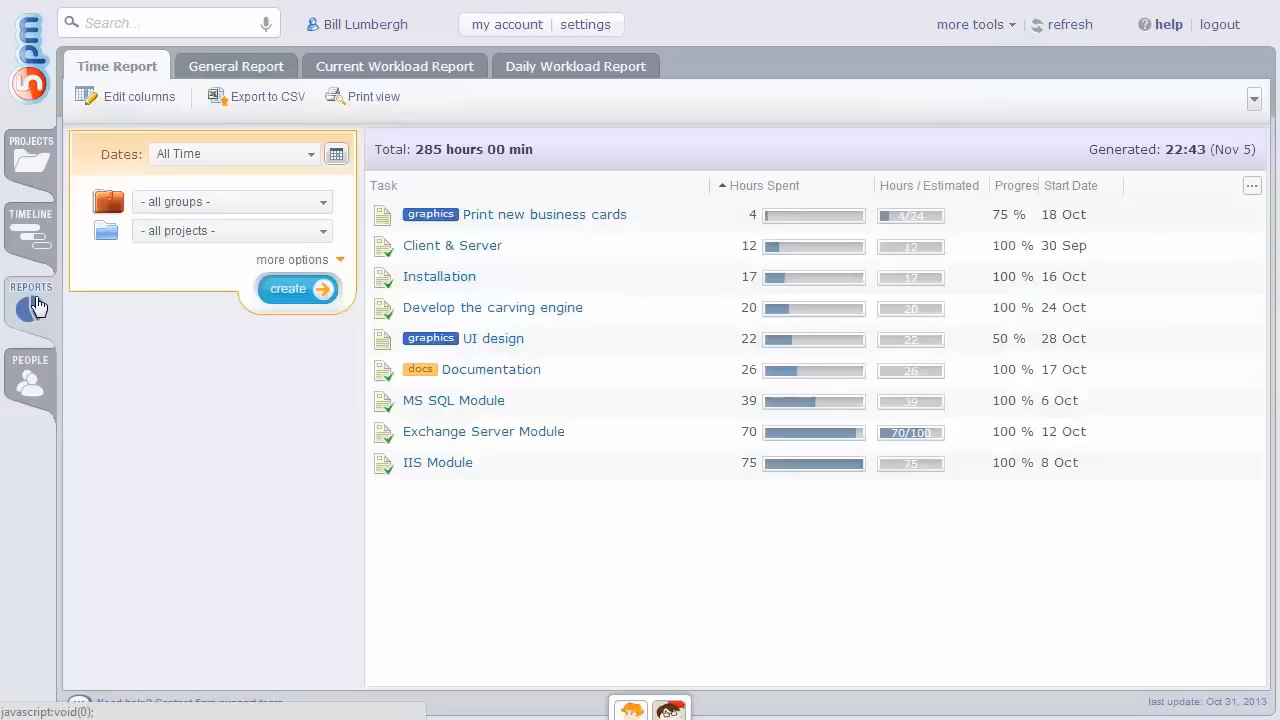 Search...
Bill Lumbergh
my account | settings
more tools
refresh
help
logout
5pm
PROJECTS
TIMELINE
REPORTS
PEOPLE
Time Report
General Report
Current Workload Report
Daily Workload Report
Edit columns
Export to CSV
Print view
Dates: All Time
- all groups -
- all projects -
more options
create
Total: 285 hours 00 min
Generated: 22:43 (Nov 5)
Task Hours Spent Hours / Estimated Progres Start Date
graphics Print new business cards 4 4/24 75 % 18 Oct
Client & Server 12 12 100 % 30 Sep
Installation 17 17 100 % 16 Oct
Develop the carving engine 20 20 100 % 24 Oct
graphics UI design 22 22 50 % 28 Oct
docs Documentation 26 26 100 % 17 Oct
MS SQL Module 39 39 100 % 6 Oct
Exchange Server Module 70 70/100 100 % 12 Oct
IIS Module 75 75 100 % 8 Oct
Need help? Contact 5pm support team
last update: Oct 31, 2013
javascript:void(0);